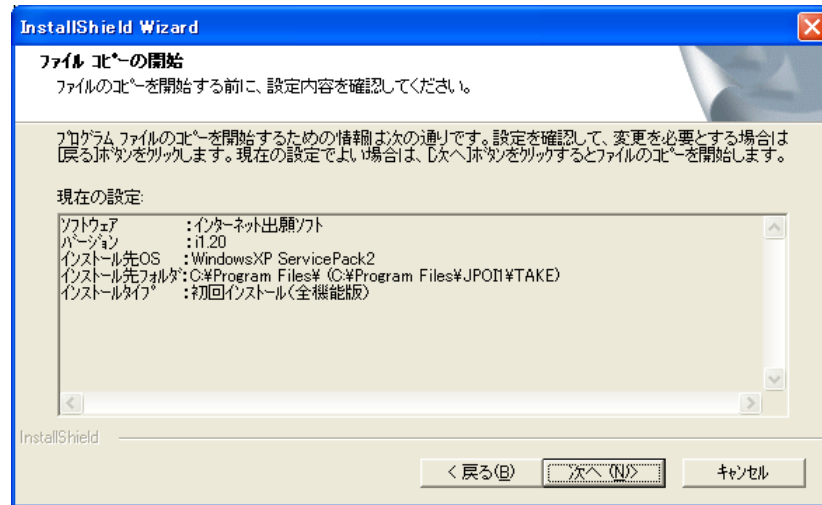 InstallShield Wizard
ファイル コピーの開始
ファイルのコピーを開始する前に、設定内容を確認してください。
プログラム ファイルのコピーを開始するための情報は次の通りです。設定を確認して、変更を必要とする場合は
[戻る]ボタンをクリックします。現在の設定でよい場合は、[次へ]ボタンをクリックするとファイルのコピーを開始します。
現在の設定:
ソフトウェア :インターネット出願ソフト
バージョン :i1.20
インストール先OS :WindowsXP ServicePack2
インストール先フォルダ:C:¥Program Files¥ (C:¥Program Files¥JPOI1¥TAKE)
インストールタイプ :初回インストール(全機能版)
InstallShield
< 戻る(B) 次へ (N)> キャンセル